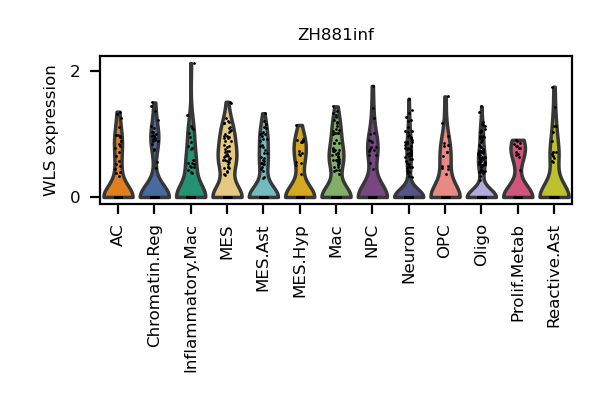 ZH881inf
WLS expression
2
0
AC
Chromatin.Reg
Inflammatory.Mac
MES
MES.Ast
MES.Hyp
Mac
NPC
Neuron
OPC
Oligo
Prolif.Metab
Reactive.Ast